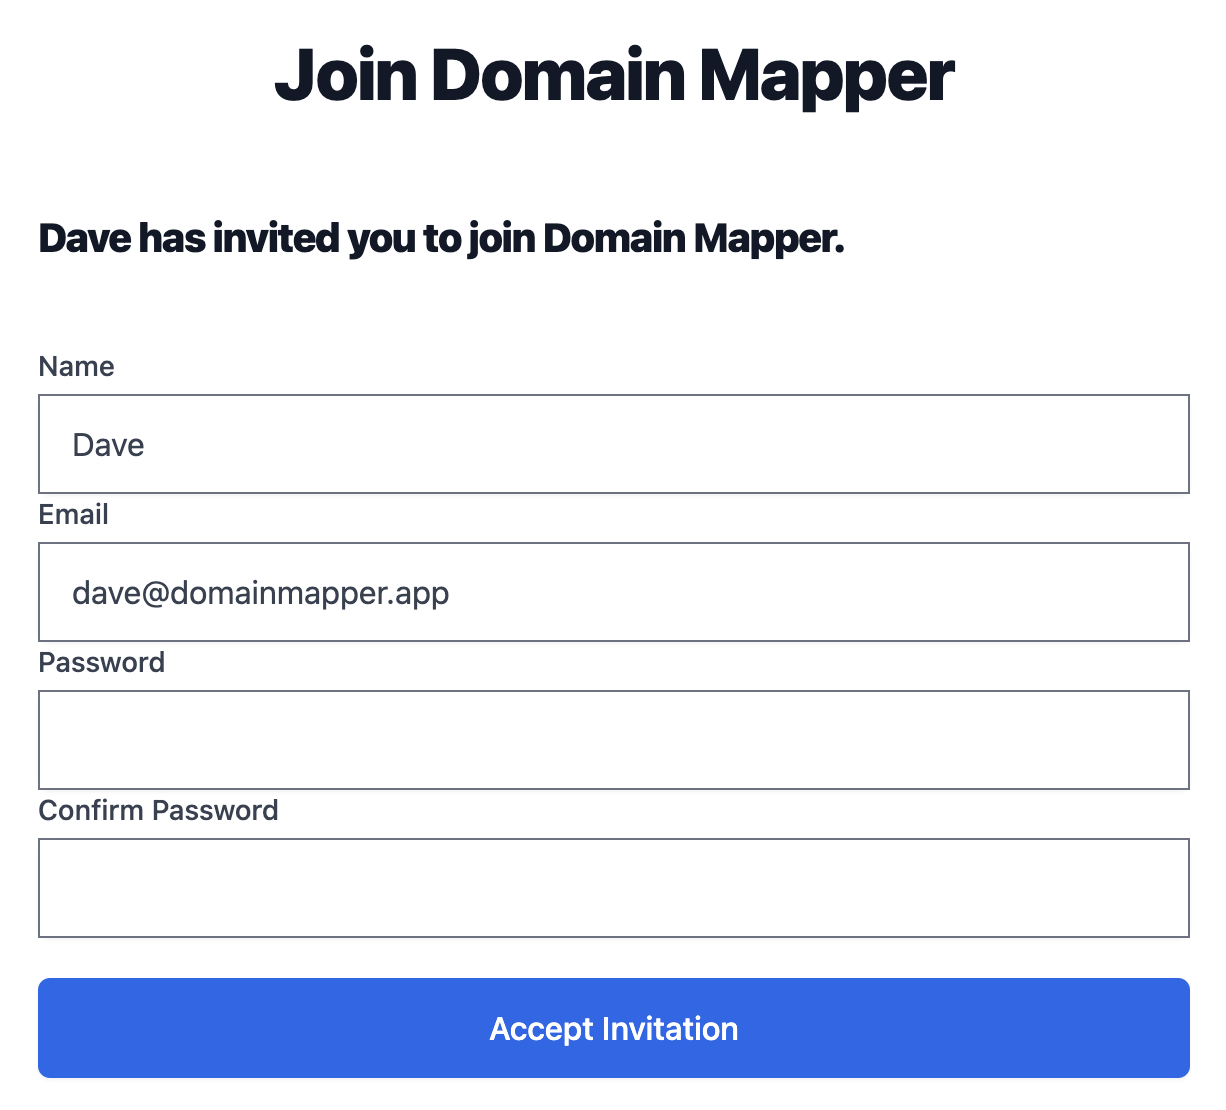 Join Domain Mapper
Dave has invited you to join Domain Mapper.
Name
Dave
Email
dave@domainmapper.app
Password
Confirm Password
Accept Invitation